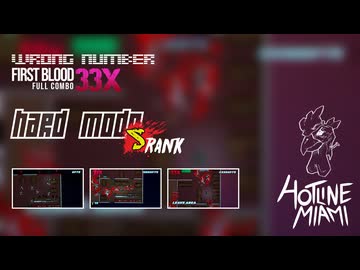 WRONG NUMBER
FIRST BLOOD
FULL COMBO
33X
hard mode
S RANK
HOTLINE
MIAMI